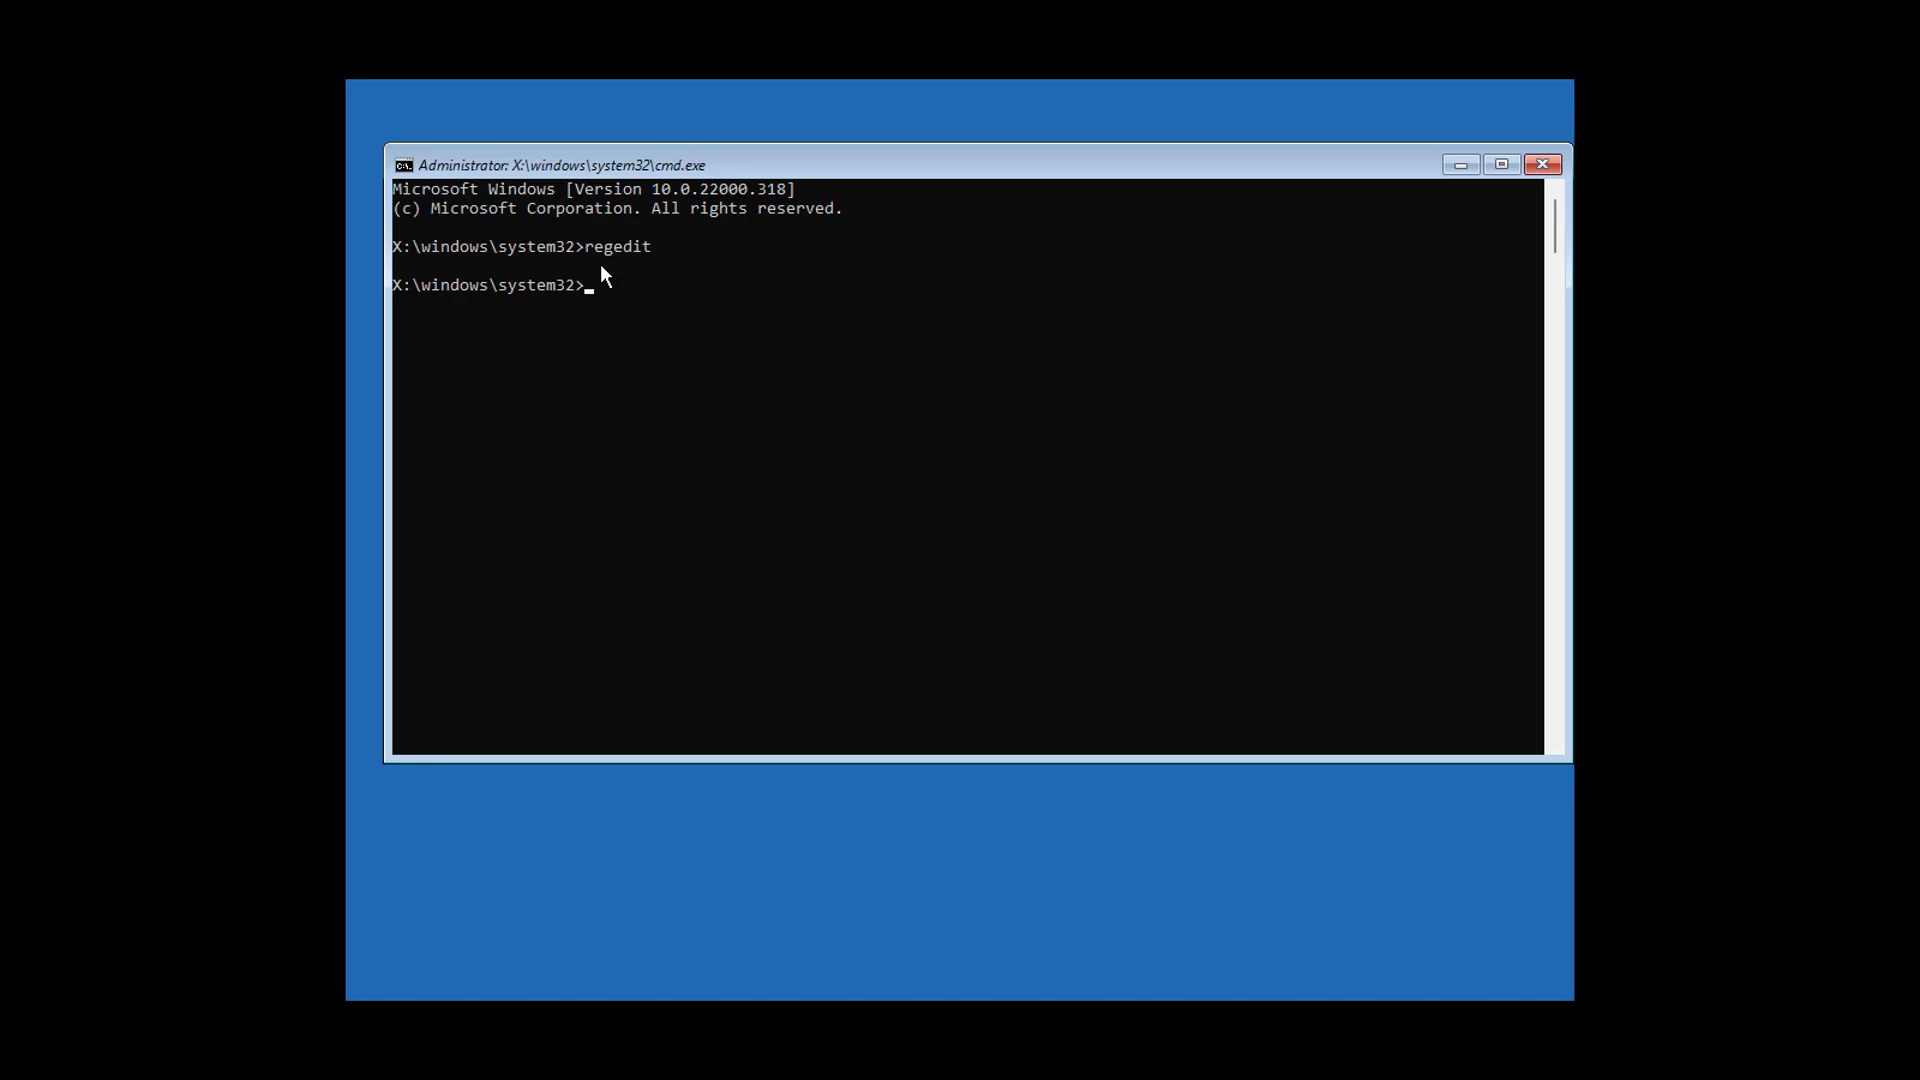 Administrator: X:\windows\system32\cmd.exe
Microsoft Windows [Version 10.0.22000.318]
(c) Microsoft Corporation. All rights reserved.
X:\windows\system32>regedit
X:\windows\system32>